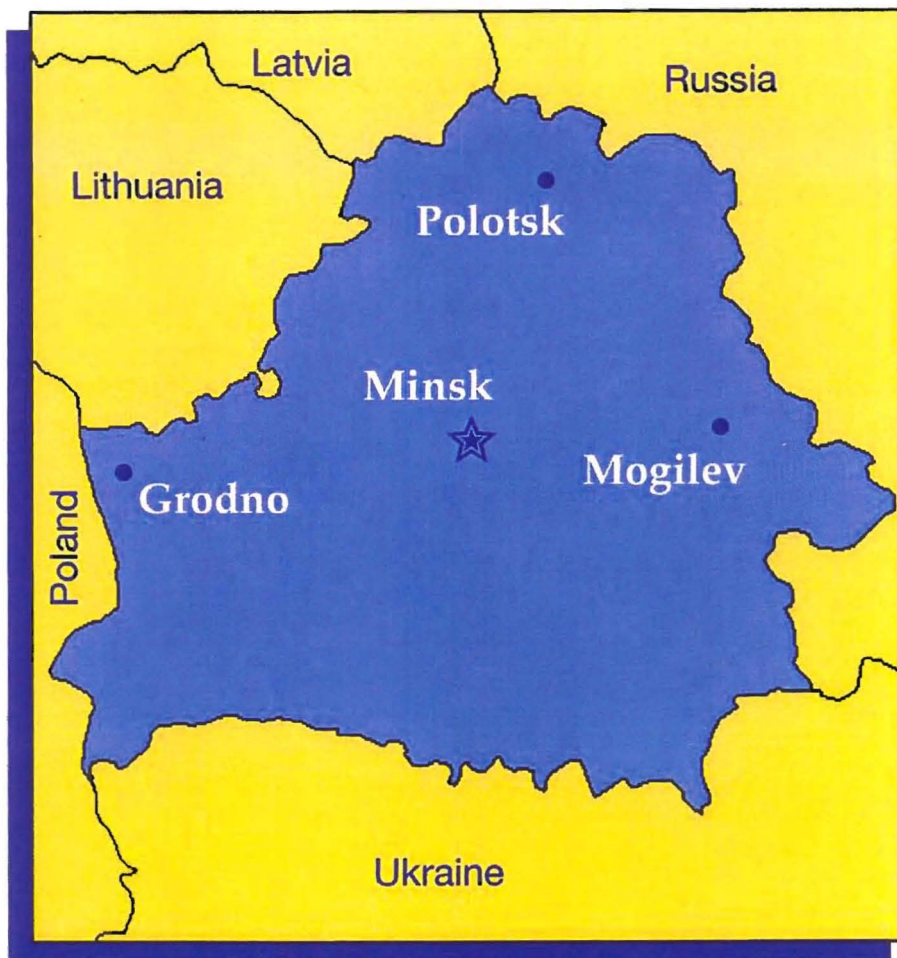 Latvia
Russia
Lithuania
Polotsk
Minsk
Mogilev
Grodno
Poland
Ukraine